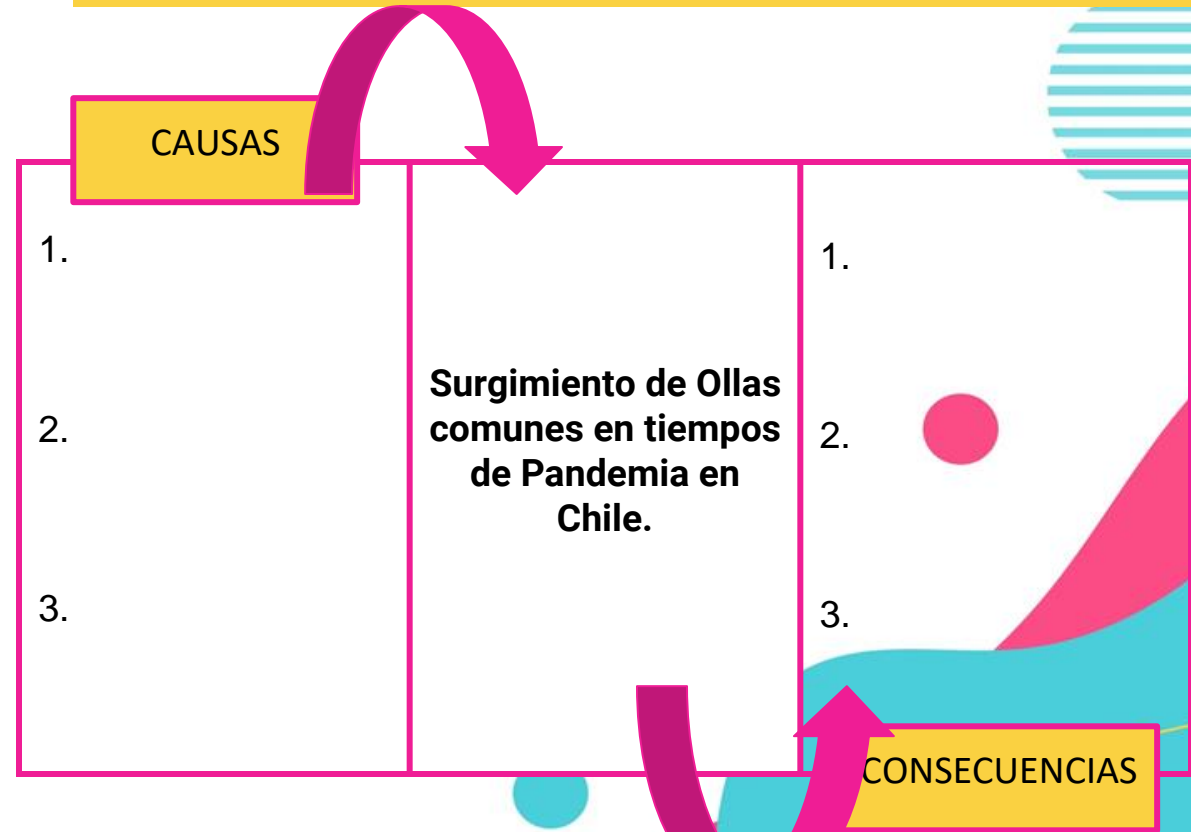 CAUSAS
1.
2.
3.
Surgimiento de Ollas
comunes en tiempos
de Pandemia en
Chile.
1.
2.
3.
CONSECUENCIAS